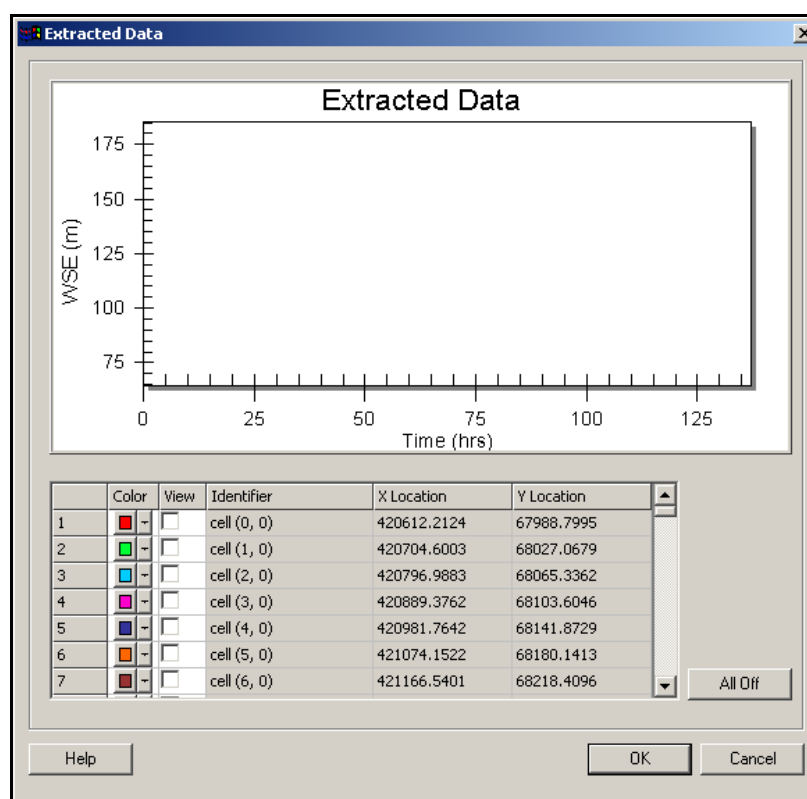 Extracted Data
Extracted Data
WSE (m)
175
150
125
100
75
0 25 50 75 100 125
Time (hrs)
Color View Identifier X Location Y Location
1 cell (0, 0) 420612.2124 67988.7995
2 cell (1, 0) 420704.6003 68027.0679
3 cell (2, 0) 420796.9883 68065.3362
4 cell (3, 0) 420889.3762 68103.6046
5 cell (4, 0) 420981.7642 68141.8729
6 cell (5, 0) 421074.1522 68180.1413
7 cell (6, 0) 421166.5401 68218.4096
All Off
Help OK Cancel